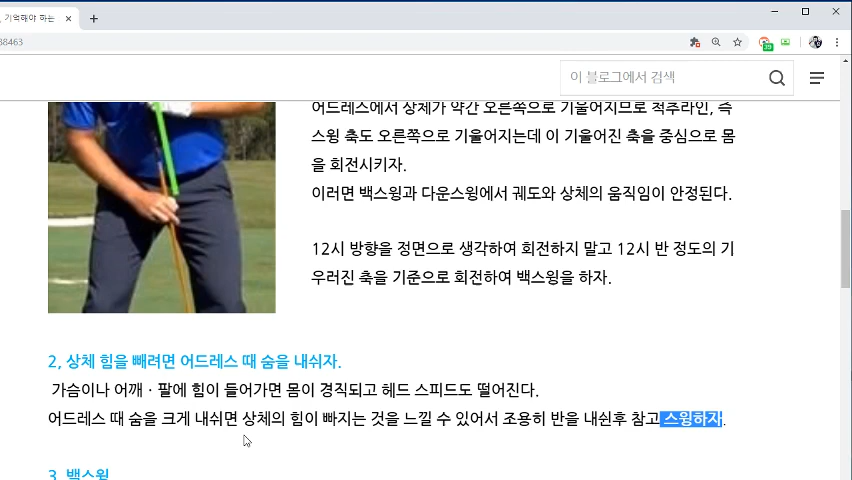 , 기억해야 하는
38463
이 블로그에서 검색
어드레스에서 상체가 약간 오른쪽으로 기울어지므로 척추라인, 즉
스윙 축도 오른쪽으로 기울어지는데 이 기울어진 축을 중심으로 몸
을 회전시키자.
이러면 백스윙과 다운스윙에서 궤도와 상체의 움직임이 안정된다.
12시 방향을 정면으로 생각하여 회전하지 말고 12시 반 정도의 기
우러진 축을 기준으로 회전하여 백스윙을 하자.
2, 상체 힘을 빼려면 어드레스 때 숨을 내쉬자.
가슴이나 어깨 · 팔에 힘이 들어가면 몸이 경직되고 헤드 스피드도 떨어진다.
어드레스 때 숨을 크게 내쉬면 상체의 힘이 빠지는 것을 느낄 수 있어서 조용히 반을 내쉰후 참고 스윙하자.
3, 백스윙